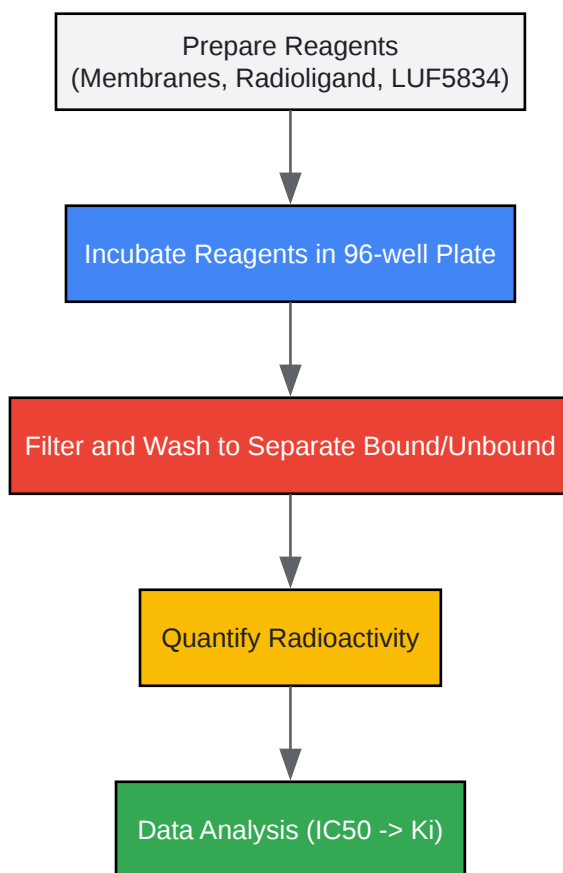 Prepare Reagents
(Membranes, Radioligand, LUF5834)
Incubate Reagents in 96-well Plate
Filter and Wash to Separate Bound/Unbound
Quantify Radioactivity
Data Analysis (IC50 -> Ki)